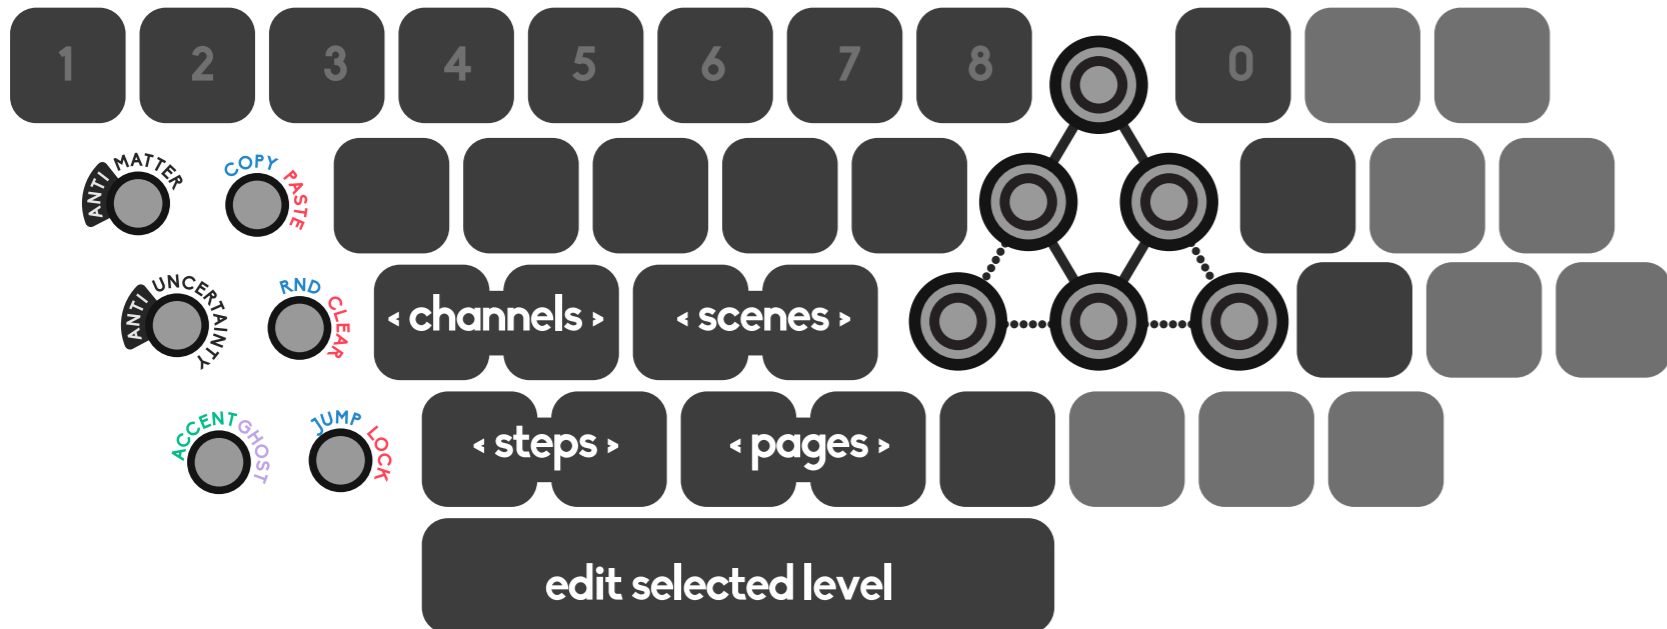 1 2 3 4 5 6 7 8 0
ANTI MATTER COPY PASTE
ANTI UNCERTAINTY RND CLEAR < channels > < scenes >
ACCENT GHOST JUMP LOCK < steps > < pages >
edit selected level